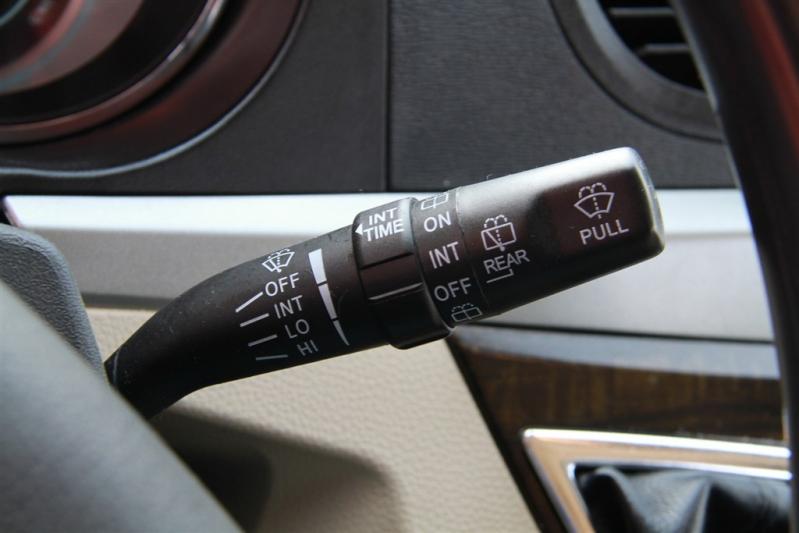 OFF
INT
LO
HI
INT
TIME
ON
INT
OFF
REAR
PULL